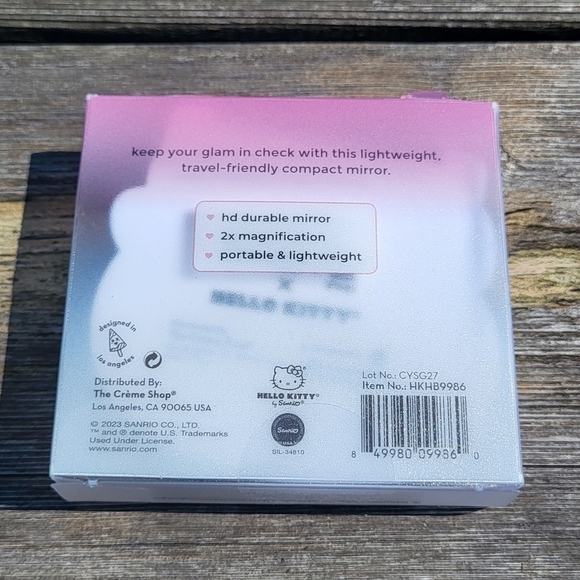 keep your glam in check with this lightweight,
travel-friendly compact mirror.
hd durable mirror
2x magnification
portable & lightweight
x
HELLO KITTY
designed in
los angeles
Distributed By:
The Crème Shop®
Los Angeles, CA 90065 USA
© 2023 SANRIO CO., LTD.
™ and ® denote U.S. Trademarks
Used Under License.
www.sanrio.com
HELLO KITTY®
by Sanrio®
Sanrio
SIL-34810
Lot No.: CYSG27
Item No.: HKHB9986
8 49980 09986 0